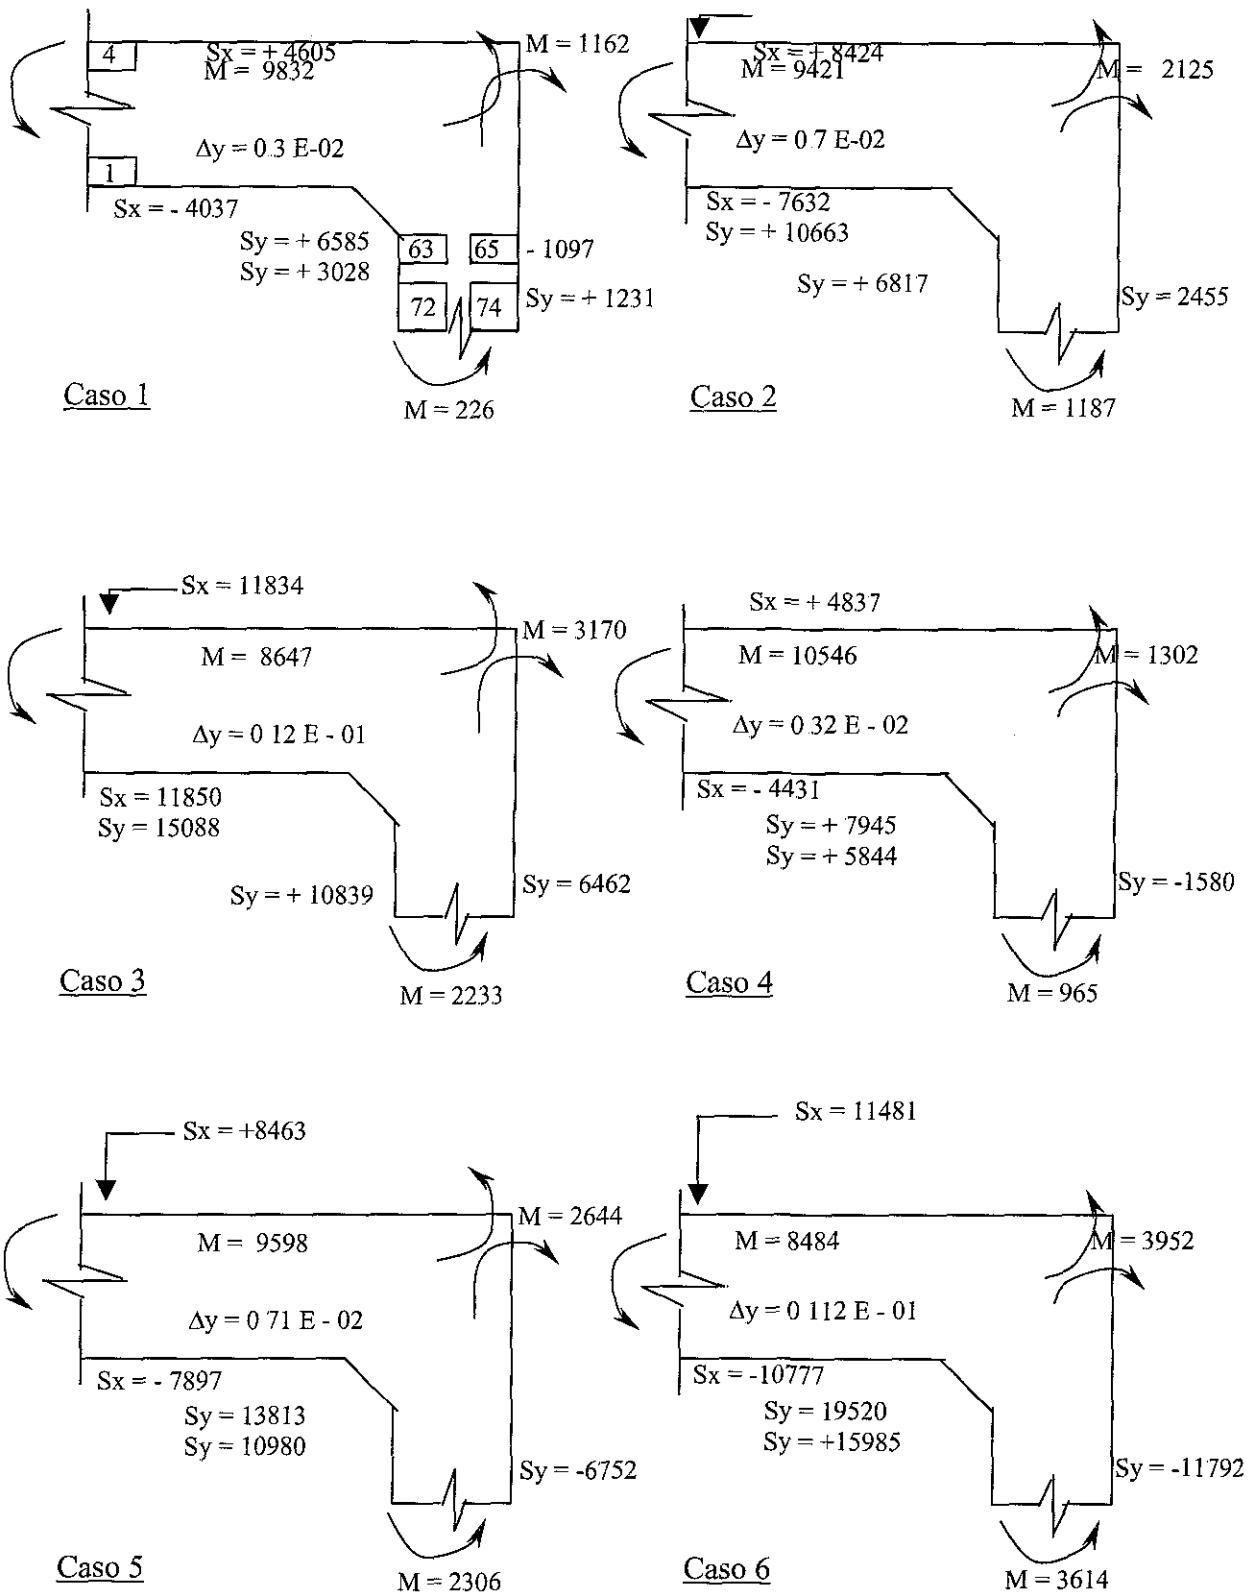 4
Sx = + 4605
M = 9832
M = 1162
Δy = 0.3 E-02
1
Sx = - 4037
Sy = + 6585
63
65
- 1097
Sy = + 3028
72
74
Sy = + 1231
M = 226
Caso 1
Sx = + 8424
M = 9421
M = 2125
Δy = 0.7 E-02
Sx = - 7632
Sy = + 10663
Sy = + 6817
Sy = 2455
M = 1187
Caso 2
Sx = 11834
M = 8647
M = 3170
Δy = 0 12 E - 01
Sx = 11850
Sy = 15088
Sy = + 10839
Sy = 6462
M = 2233
Caso 3
Sx = + 4837
M = 10546
M = 1302
Δy = 0 32 E - 02
Sx = - 4431
Sy = + 7945
Sy = + 5844
Sy = -1580
M = 965
Caso 4
Sx = +8463
M = 9598
M = 2644
Δy = 0 71 E - 02
Sx = - 7897
Sy = 13813
Sy = 10980
Sy = -6752
M = 2306
Caso 5
Sx = 11481
M = 8484
M = 3952
Δy = 0 112 E - 01
Sx = -10777
Sy = 19520
Sy = +15985
Sy = -11792
M = 3614
Caso 6